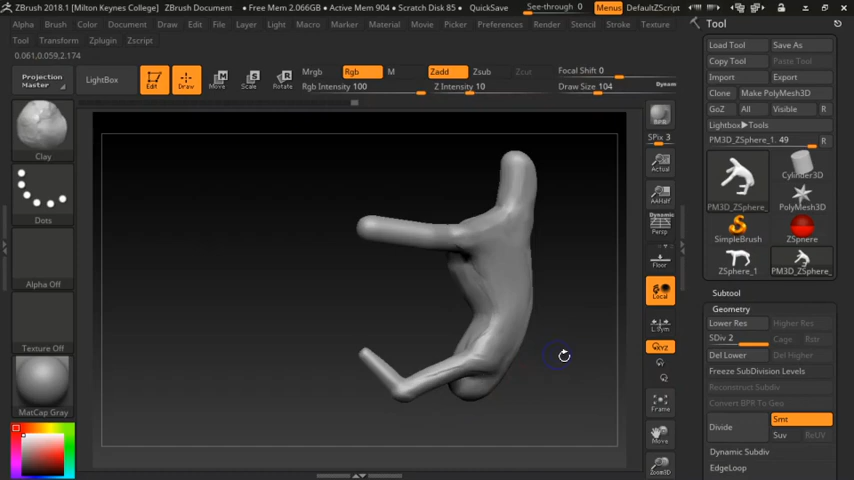 ZBrush 2018.1 [Milton Keynes College] ZBrush Document • Free Mem 2.066GB • Active Mem 904 • Scratch Disk 85 • QuickSave See-through 0 Menus DefaultZScript
Alpha Brush Color Document Draw Edit File Layer Light Macro Marker Material Movie Picker Preferences Render Stencil Stroke Texture
Tool Transform Zplugin Zscript
0.061,0.059,2.174
Projection Master
LightBox
Edit
Draw
Move
Scale
Rotate
Mrgb Rgb M
Rgb Intensity 100
Zadd Zsub Zcut
Z Intensity 10
Focal Shift 0
Draw Size 104 Dynam
Clay
Dots
Alpha Off
Texture Off
MatCap Gray
BPR
SPix 3
Actual
AAHalf
Dynamic
Persp
Floor
Local
L.Sym
XYZ
Frame
Move
Zoom3D
Tool
Load Tool Save As
Copy Tool Paste Tool
Import Export
Clone Make PolyMesh3D
GoZ All Visible R
Lightbox▶Tools
PM3D_ZSphere_1. 49 R
PM3D_ZSphere_
Cylinder3D
PolyMesh3D
SimpleBrush
ZSphere
ZSphere_1
PM3D_ZSphere_
Subtool
Geometry
Lower Res Higher Res
SDiv 2 Cage Rstr
Del Lower Del Higher
Freeze SubDivision Levels
Reconstruct Subdiv
Convert BPR To Geo
Divide Smt
Suv ReUV
Dynamic Subdiv
EdgeLoop